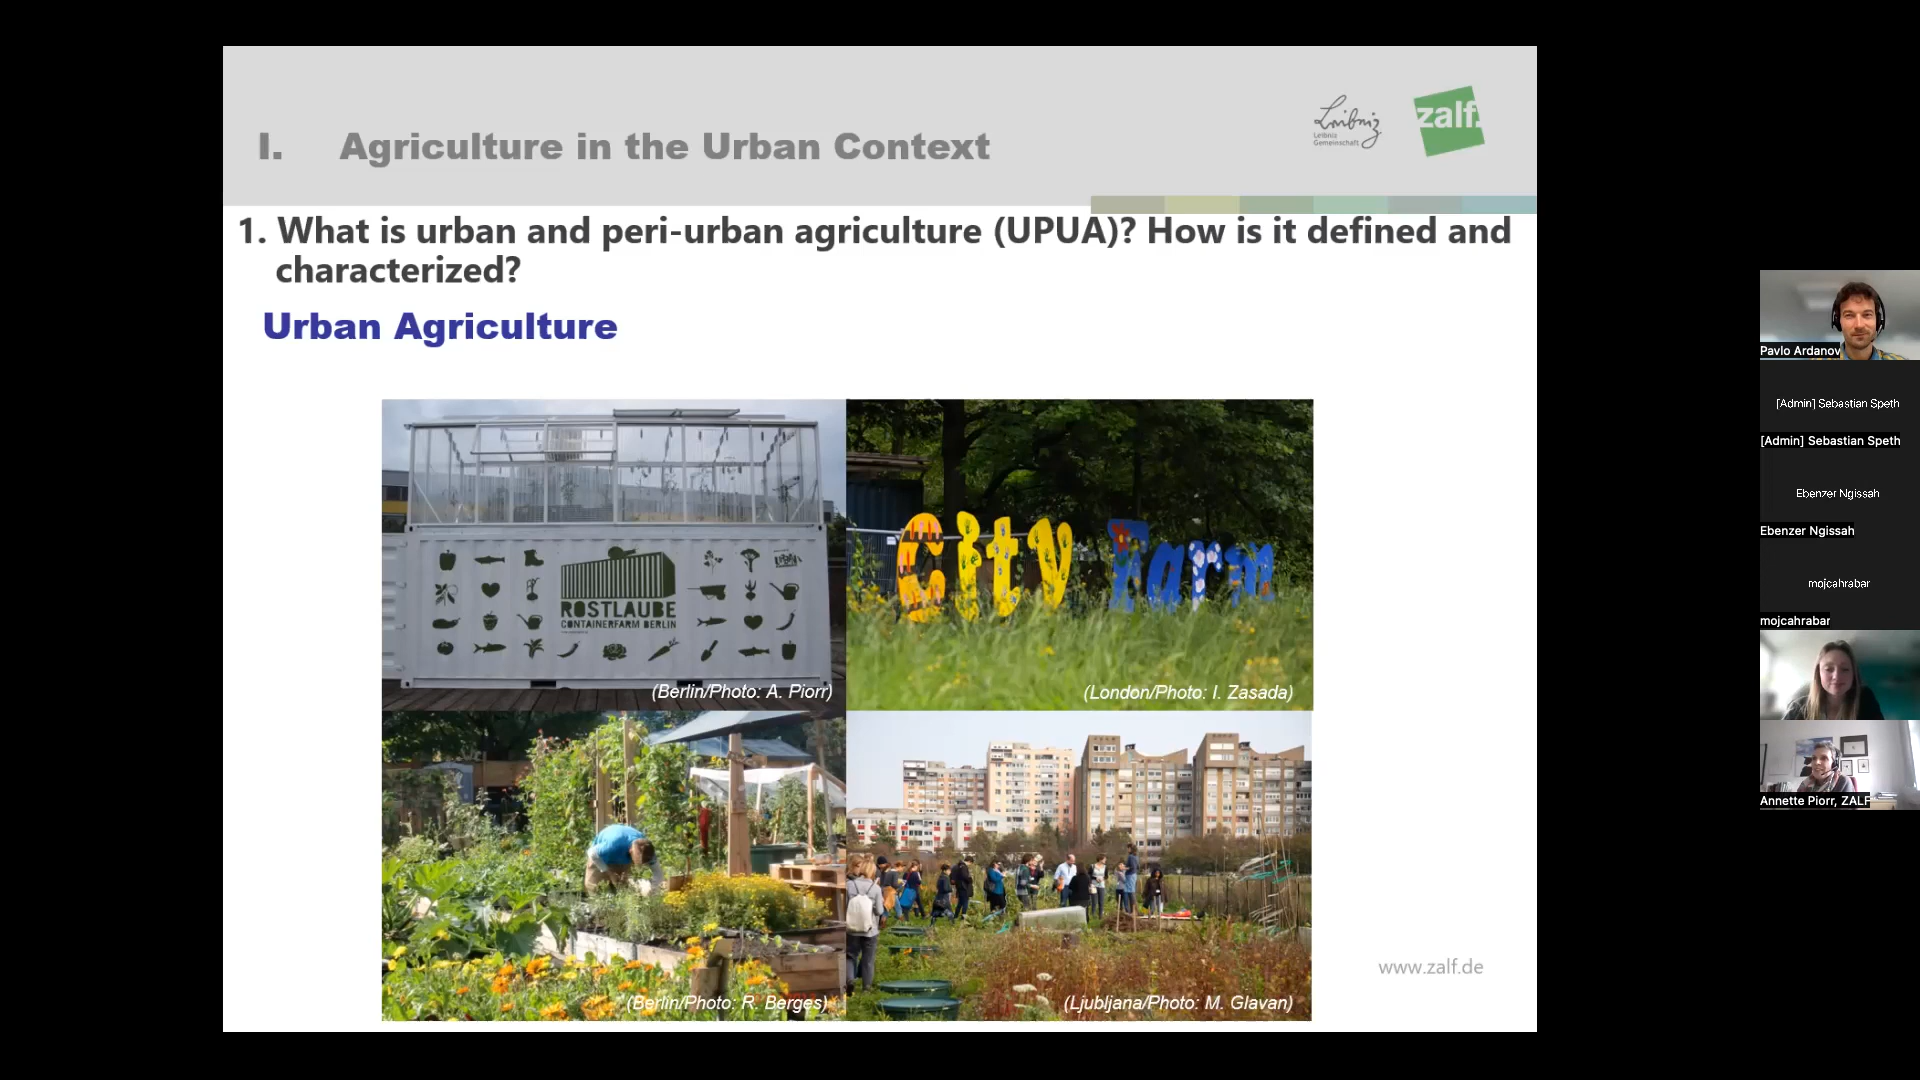 I. Agriculture in the Urban Context
Leibniz
Leibniz
Gemeinschaft
zalf.
1. What is urban and peri-urban agriculture (UPUA)? How is it defined and
characterized?
Urban Agriculture
ROSTLAUBE
CONTAINERFARM BERLIN
(Berlin/Photo: A. Piorr)
City Farm
(London/Photo: I. Zasada)
(Berlin/Photo: R. Berges)
(Ljubljana/Photo: M. Glavan)
www.zalf.de
Pavlo Ardanov
[Admin] Sebastian Speth
[Admin] Sebastian Speth
Ebenzer Ngissah
Ebenzer Ngissah
mojcahrabar
mojcahrabar
Annette Piorr, ZALF